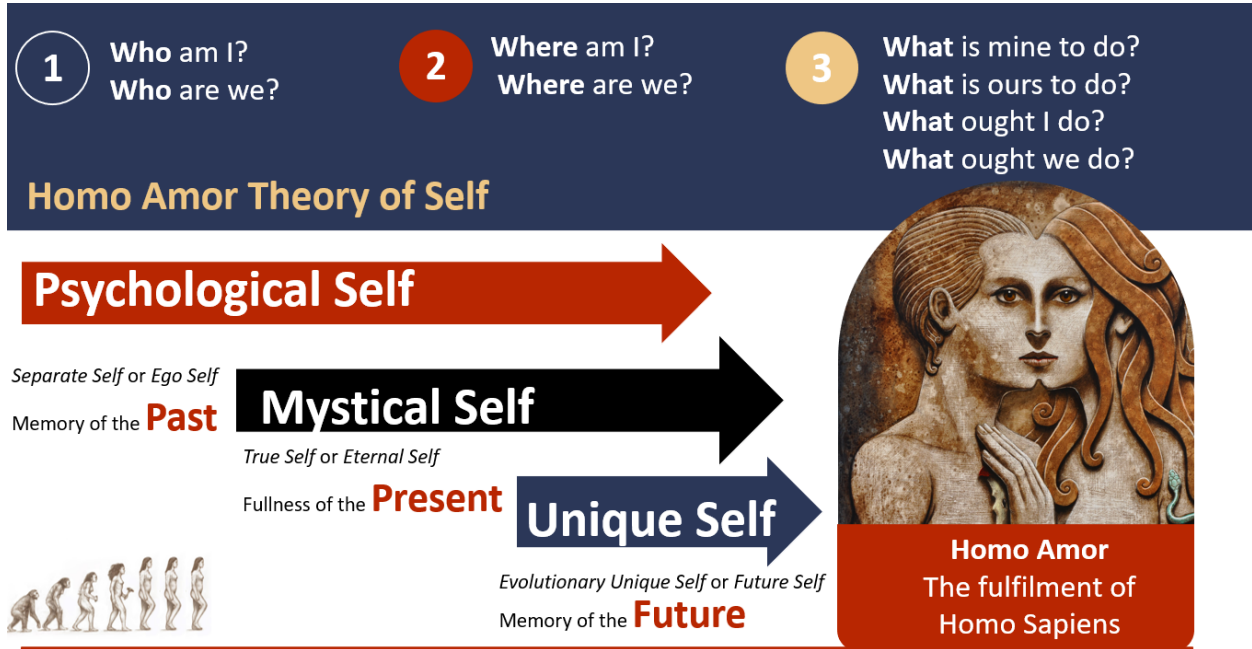 1
Who am I?
Who are we?
2
Where am I?
Where are we?
3
What is mine to do?
What is ours to do?
What ought I do?
What ought we do?
Homo Amor Theory of Self
Psychological Self
Separate Self or Ego Self
Memory of the Past
Mystical Self
True Self or Eternal Self
Fullness of the Present
Unique Self
Evolutionary Unique Self or Future Self
Memory of the Future
Homo Amor
The fulfilment of
Homo Sapiens